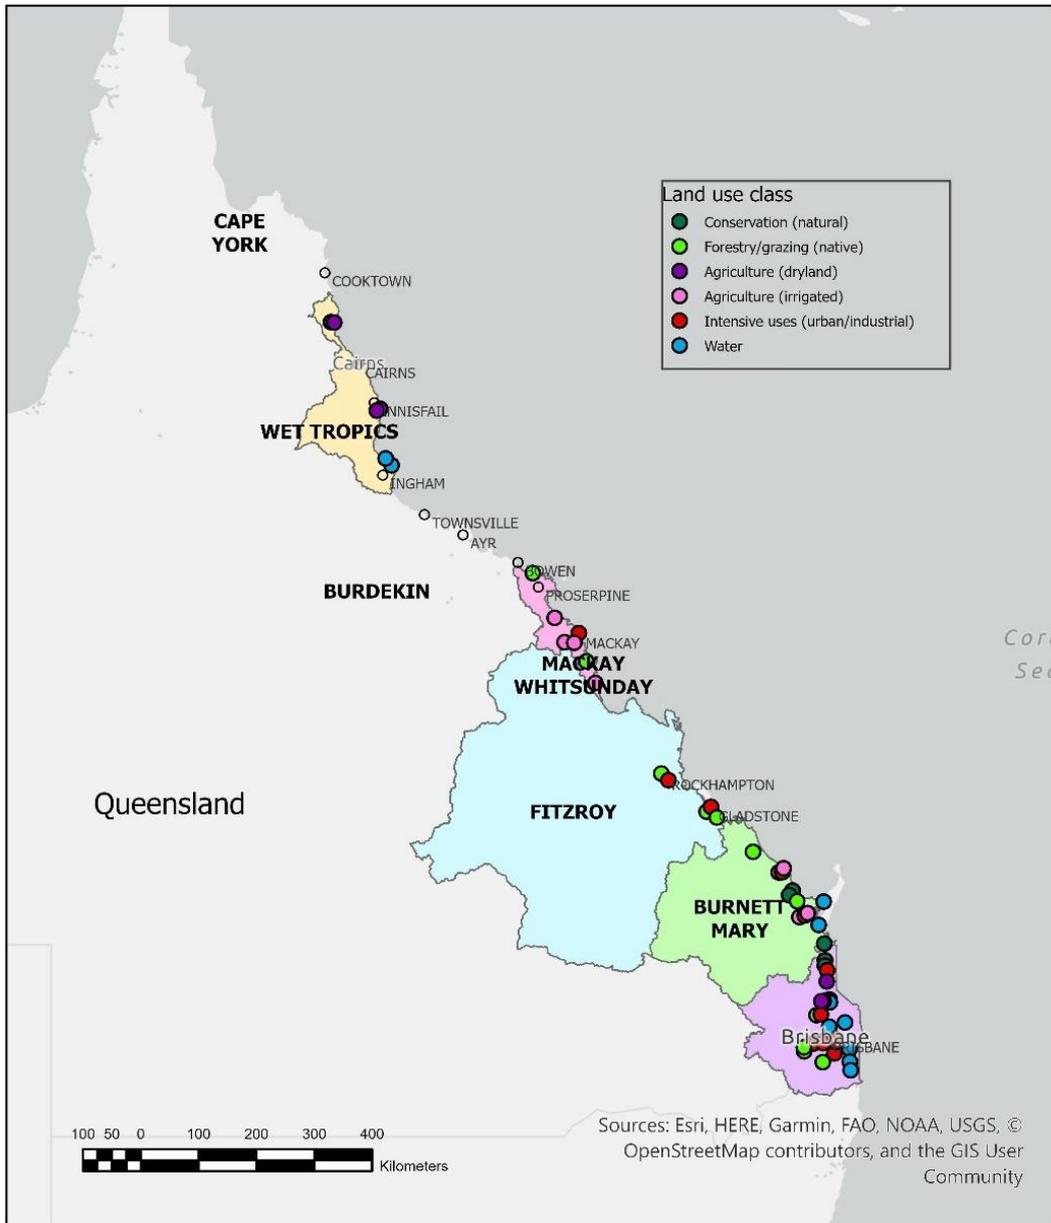 Land use class
Conservation (natural)
Forestry/grazing (native)
Agriculture (dryland)
Agriculture (irrigated)
Intensive uses (urban/industrial)
Water
CAPE
YORK
COOKTOWN
Cairns
CAIRNS
INNISFAIL
WET TROPICS
INGHAM
TOWNSVILLE
AYR
BOWEN
BURDEKIN
PROSERPINE
MACKAY
MACKAY
WHITSUNDAY
Queensland
ROCKHAMPTON
FITZROY
GLADSTONE
BURNETT
MARY
Brisbane
BRISBANE
100 50 0 100 200 300 400
Kilometers
Sources: Esri, HERE, Garmin, FAO, NOAA, USGS, ©
OpenStreetMap contributors, and the GIS User
Community